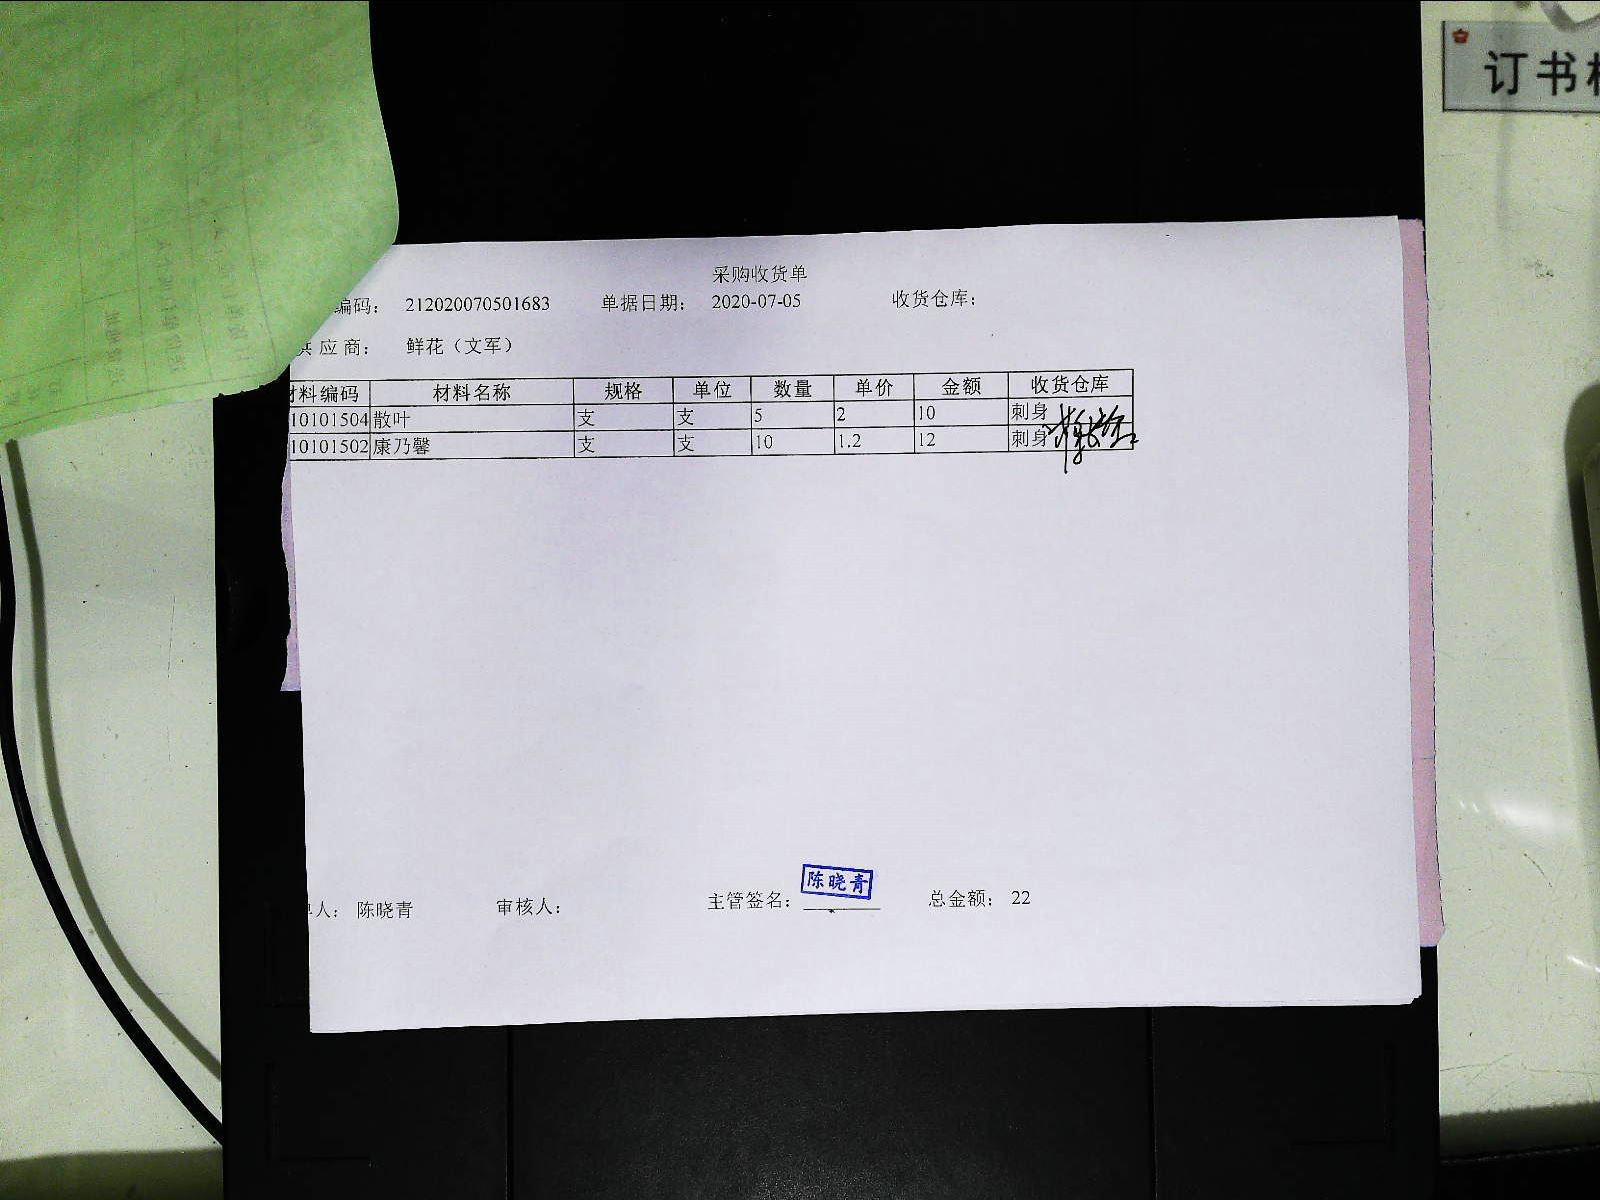 订书
采购收货单
编码： 212020070501683 单据日期： 2020-07-05 收货仓库：
供应商： 鲜花（文军）
材料编码 材料名称 规格 单位 数量 单价 金额 收货仓库
10101504 散叶 支 支 5 2 10 刺身
10101502 康乃馨 支 支 10 1.2 12 刺身
陈晓青
单人： 陈晓青 审核人： 主管签名： 总金额： 22